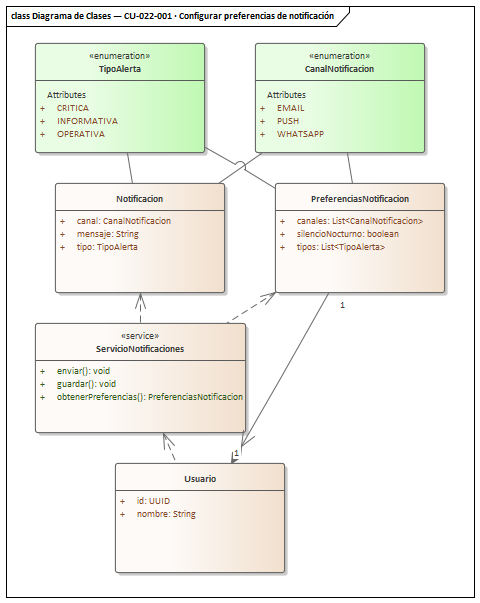 class Diagrama de Clases — CU-022-001 · Configurar preferencias de notificación
«enumeration»
TipoAlerta
Attributes
+ CRITICA
+ INFORMATIVA
+ OPERATIVA
«enumeration»
CanalNotificacion
Attributes
+ EMAIL
+ PUSH
+ WHATSAPP
Notificacion
+ canal: CanalNotificacion
+ mensaje: String
+ tipo: TipoAlerta
PreferenciasNotificacion
+ canales: List<CanalNotificacion>
+ silencioNocturno: boolean
+ tipos: List<TipoAlerta>
1
«service»
ServicioNotificaciones
+ enviar(): void
+ guardar(): void
+ obtenerPreferencias(): PreferenciasNotificacion
1
Usuario
+ id: UUID
+ nombre: String